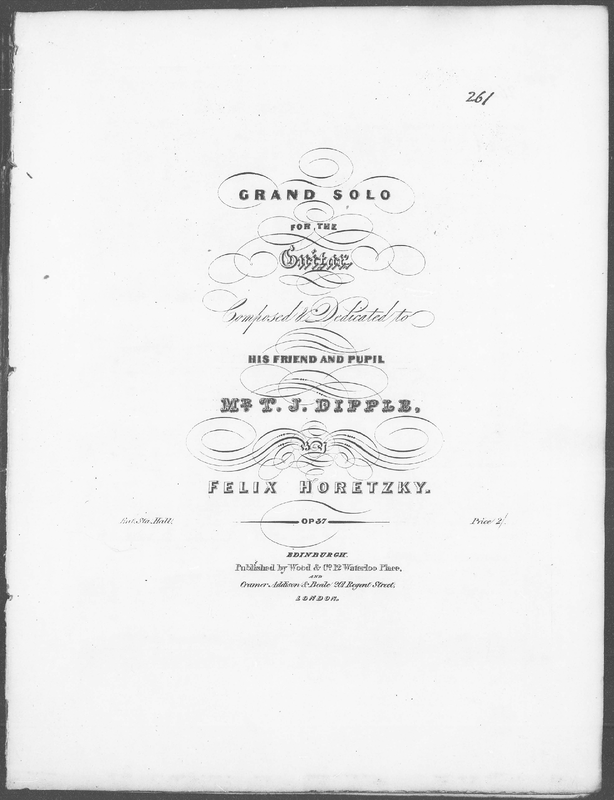 261
GRAND SOLO
FOR THE
Guitar,
Composed & Dedicated to
HIS FRIEND AND PUPIL
MR. T. J. DIPPLE,
by
FELIX HORETZKY.
Ent. Sta. Hall.
OP 37
Price 2/.
EDINBURGH.
Published by Wood & Co. 12 Waterloo Place,
AND
Cramer Addison & Beale 201 Regent Street,
LONDON.